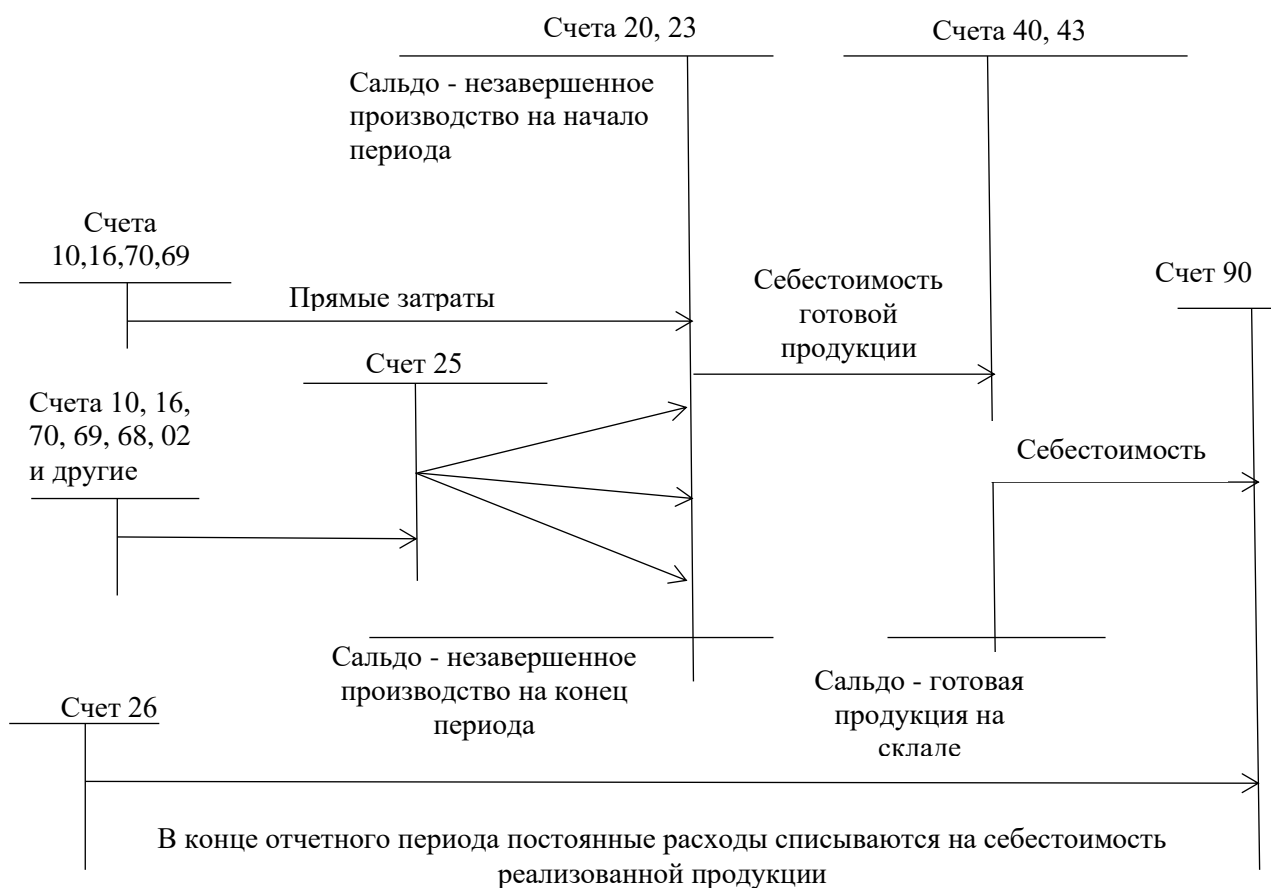 Счета 20, 23
Счета 40, 43
Сальдо - незавершенное
производство на начало
периода
Счета
10,16,70,69
Прямые затраты
Себестоимость
готовой
продукции
Счет 90
Счет 25
Счета 10, 16,
70, 69, 68, 02
и другие
Себестоимость
Сальдо - незавершенное
производство на конец
периода
Сальдо - готовая
продукция на
складе
Счет 26
В конце отчетного периода постоянные расходы списываются на себестоимость
реализованной продукции